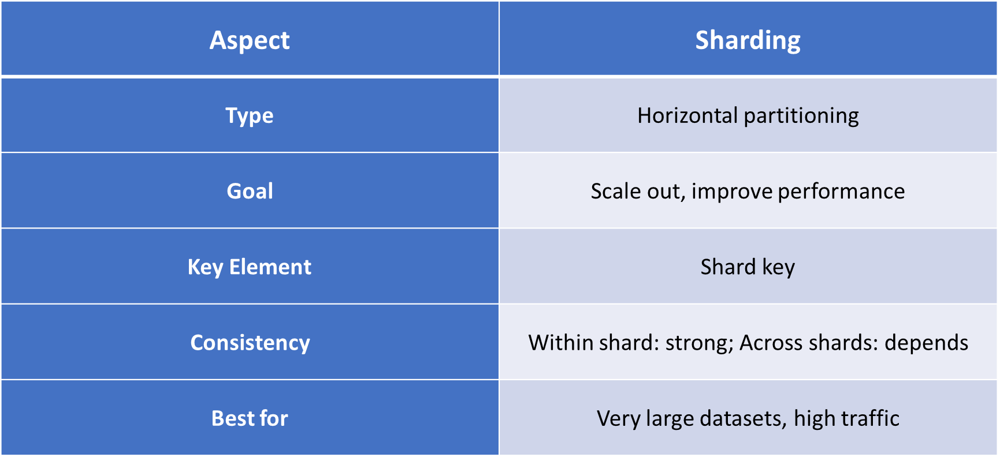 Aspect
Sharding
Type
Horizontal partitioning
Goal
Scale out, improve performance
Key Element
Shard key
Consistency
Within shard: strong; Across shards: depends
Best for
Very large datasets, high traffic